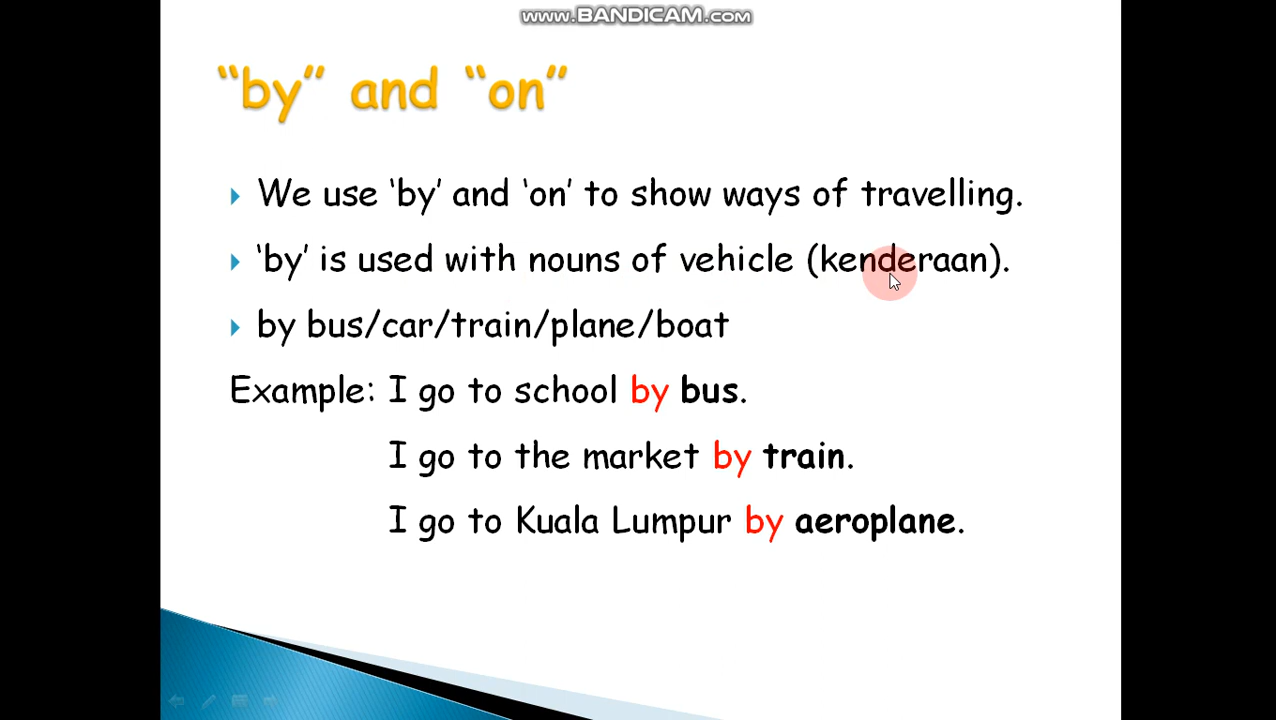 www.BANDICAM.com
“by” and “on”
We use ‘by’ and ‘on’ to show ways of travelling.
‘by’ is used with nouns of vehicle (kenderaan).
by bus/car/train/plane/boat
Example: I go to school by bus.
I go to the market by train.
I go to Kuala Lumpur by aeroplane.